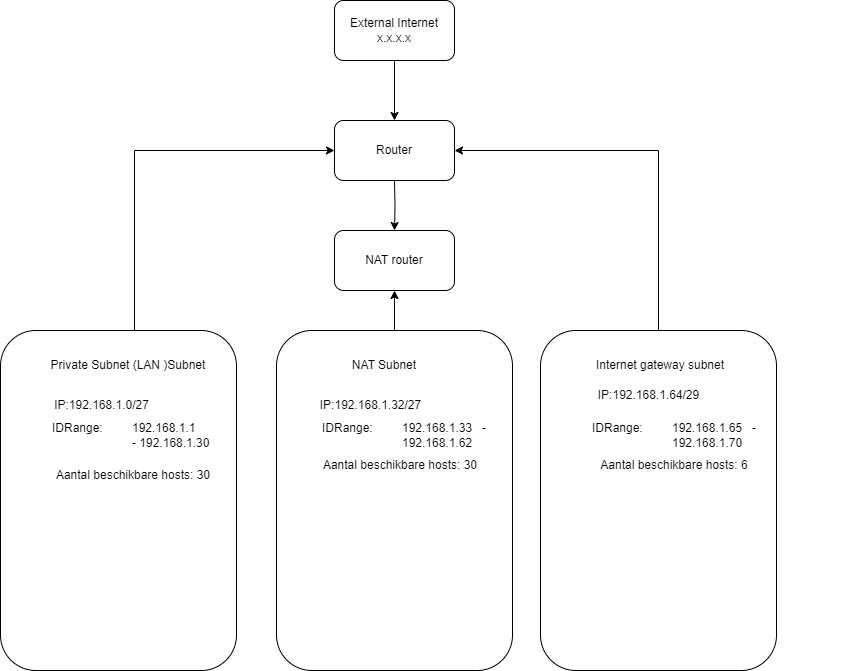 External Internet
X.X.X.X
Router
NAT router
Private Subnet (LAN )Subnet
IP:192.168.1.0/27
IDRange: 192.168.1.1
- 192.168.1.30
Aantal beschikbare hosts: 30
NAT Subnet
IP:192.168.1.32/27
IDRange: 192.168.1.33 -
192.168.1.62
Aantal beschikbare hosts: 30
Internet gateway subnet
IP:192.168.1.64/29
IDRange: 192.168.1.65 -
192.168.1.70
Aantal beschikbare hosts: 6